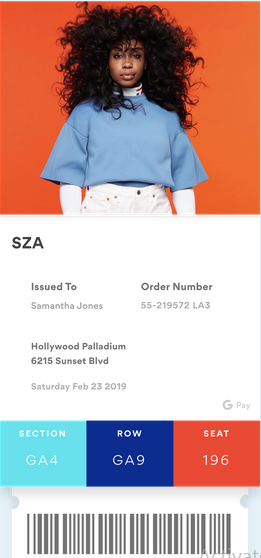 SZA
Issued To
Order Number
Samantha Jones
55-219572 LA3
Hollywood Palladium
6215 Sunset Blvd
Saturday Feb 23 2019
G Pay
SECTION
ROW
SEAT
GA4
GA9
196
Activate